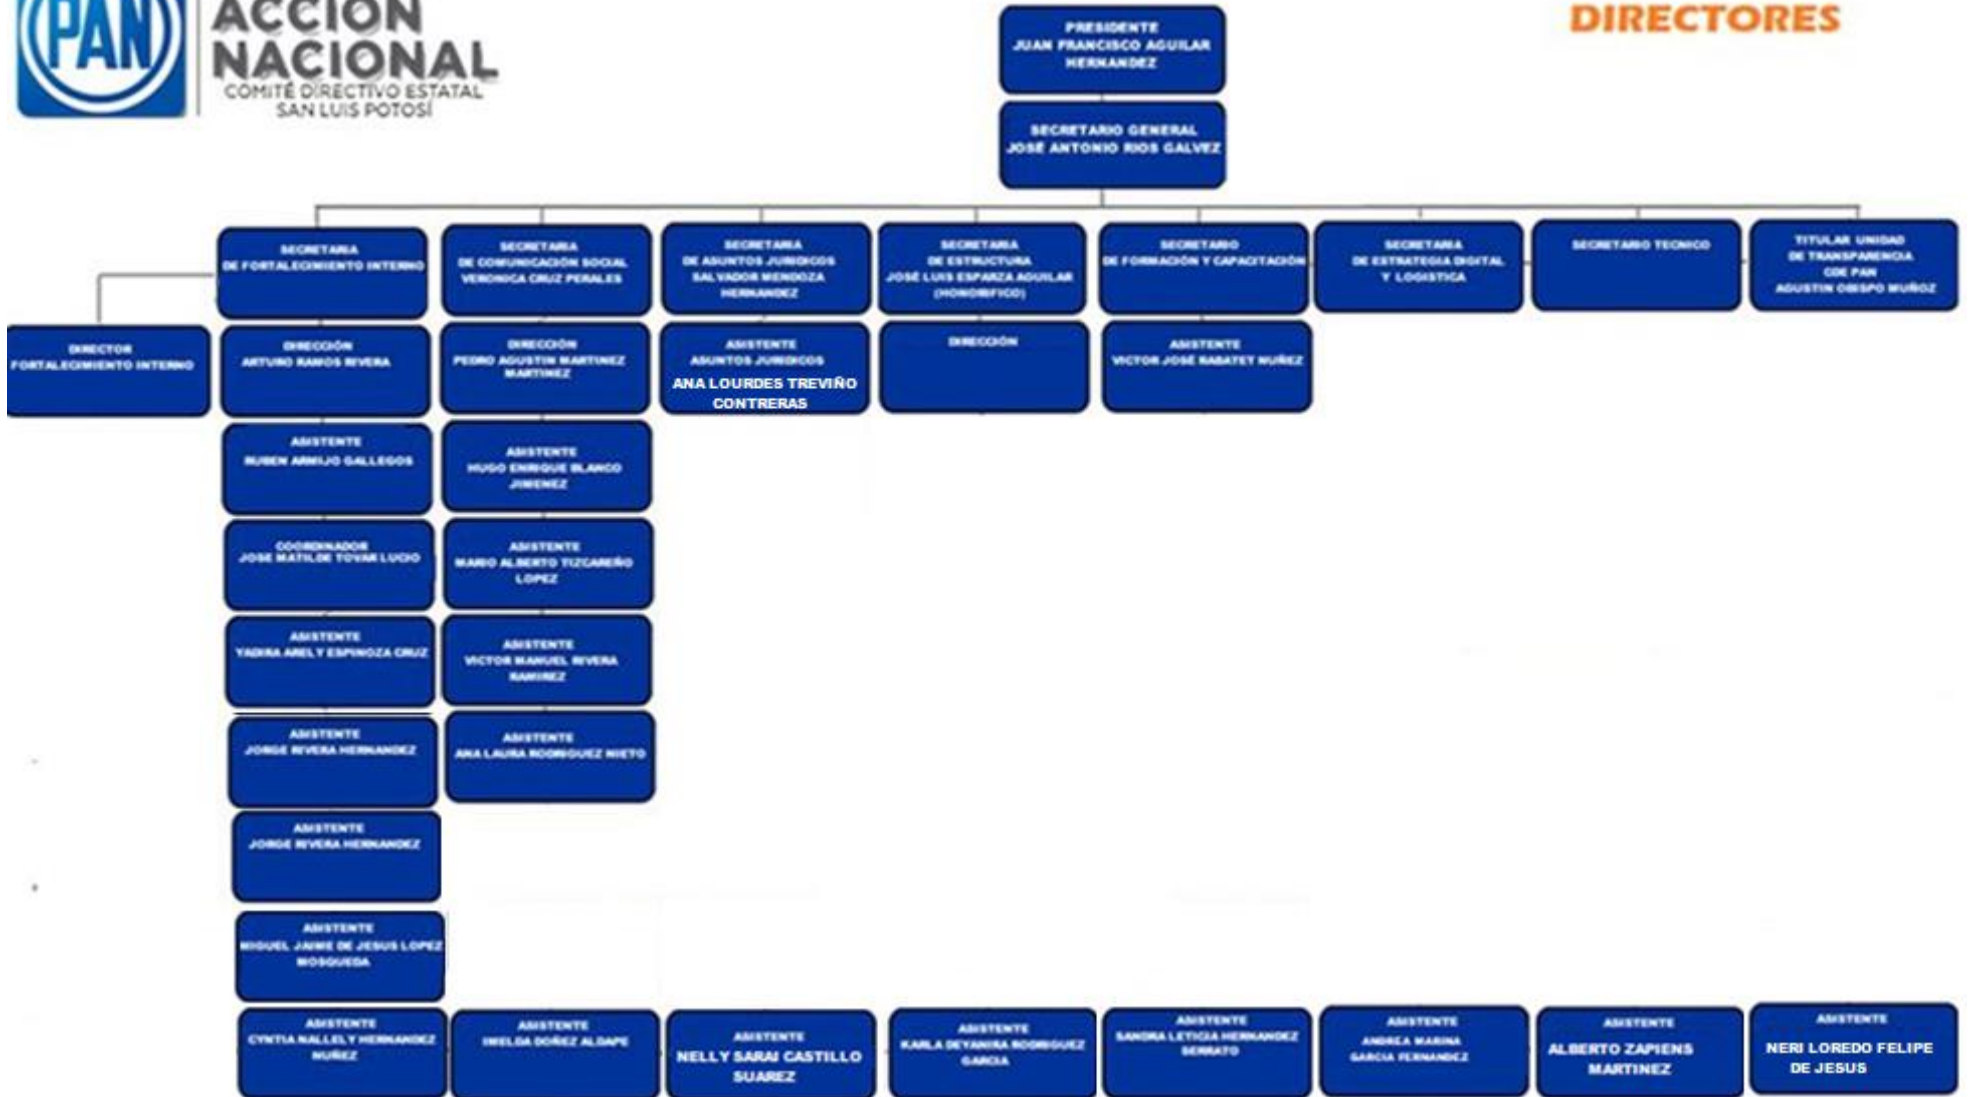 PAN
ACCIÓN
NACIONAL
COMITÉ DIRECTIVO ESTATAL
SAN LUIS POTOSÍ
DIRECTORES
PRESIDENTE
JUAN FRANCISCO AGUILAR
HERNANDEZ
SECRETARIO GENERAL
JOSÉ ANTONIO RIOS GALVEZ
SECRETARIA
DE FORTALECIMIENTO INTERNO
SECRETARIA
DE COMUNICACIÓN SOCIAL
VERONICA CRUZ PERALES
SECRETARIA
DE ASUNTOS JURIDICOS
SALVADOR MENDOZA
HERNANDEZ
SECRETARIA
DE ESTRUCTURA
JOSÉ LUIS ESPARZA AGUILAR
(HONORIFICO)
SECRETARIO
DE FORMACIÓN Y CAPACITACIÓN
SECRETARIA
DE ESTRATEGIA DIGITAL
Y LOGISTICA
SECRETARIO TECNICO
TITULAR UNIDAD
DE TRANSPARENCIA
CDE PAN
AGUSTIN OBISPO MUÑOZ
DIRECTOR
FORTALECIMIENTO INTERNO
DIRECCIÓN
ARTURO RAMOS RIVERA
DIRECCIÓN
PEDRO AGUSTIN MARTINEZ
MARTINEZ
ASISTENTE
ASUNTOS JURIDICOS
ANA LOURDES TREVIÑO
CONTRERAS
DIRECCIÓN
ASISTENTE
VICTOR JOSÉ RABATET NUÑEZ
ASISTENTE
RUBEN ARMIJO GALLEGOS
ASISTENTE
HUGO ENRIQUE BLANCO
JIMENEZ
COORDINADOR
JOSE MATILDE TOVAR LUCIO
ASISTENTE
MARIO ALBERTO TIZCAREÑO
LOPEZ
ASISTENTE
YADIRA ARELY ESPINOZA CRUZ
ASISTENTE
VICTOR MANUEL RIVERA
RAMIREZ
ASISTENTE
JORGE RIVERA HERNANDEZ
ASISTENTE
ANA LAURA RODRIGUEZ NIETO
ASISTENTE
JORGE RIVERA HERNANDEZ
ASISTENTE
MIGUEL JAIME DE JESUS LOPEZ
MOSQUEDA
ASISTENTE
CYNTIA NALLELY HERNANDEZ
NUÑEZ
ASISTENTE
IMELDA DOÑEZ ALDAPE
ASISTENTE
NELLY SARAI CASTILLO
SUAREZ
ASISTENTE
KARLA DEYANIRA RODRIGUEZ
GARCIA
ASISTENTE
SANDRA LETICIA HERNANDEZ
SERRATO
ASISTENTE
ANDREA MARINA
GARCIA FERNANDEZ
ASISTENTE
ALBERTO ZAPIENS
MARTINEZ
ASISTENTE
NERI LOREDO FELIPE
DE JESUS